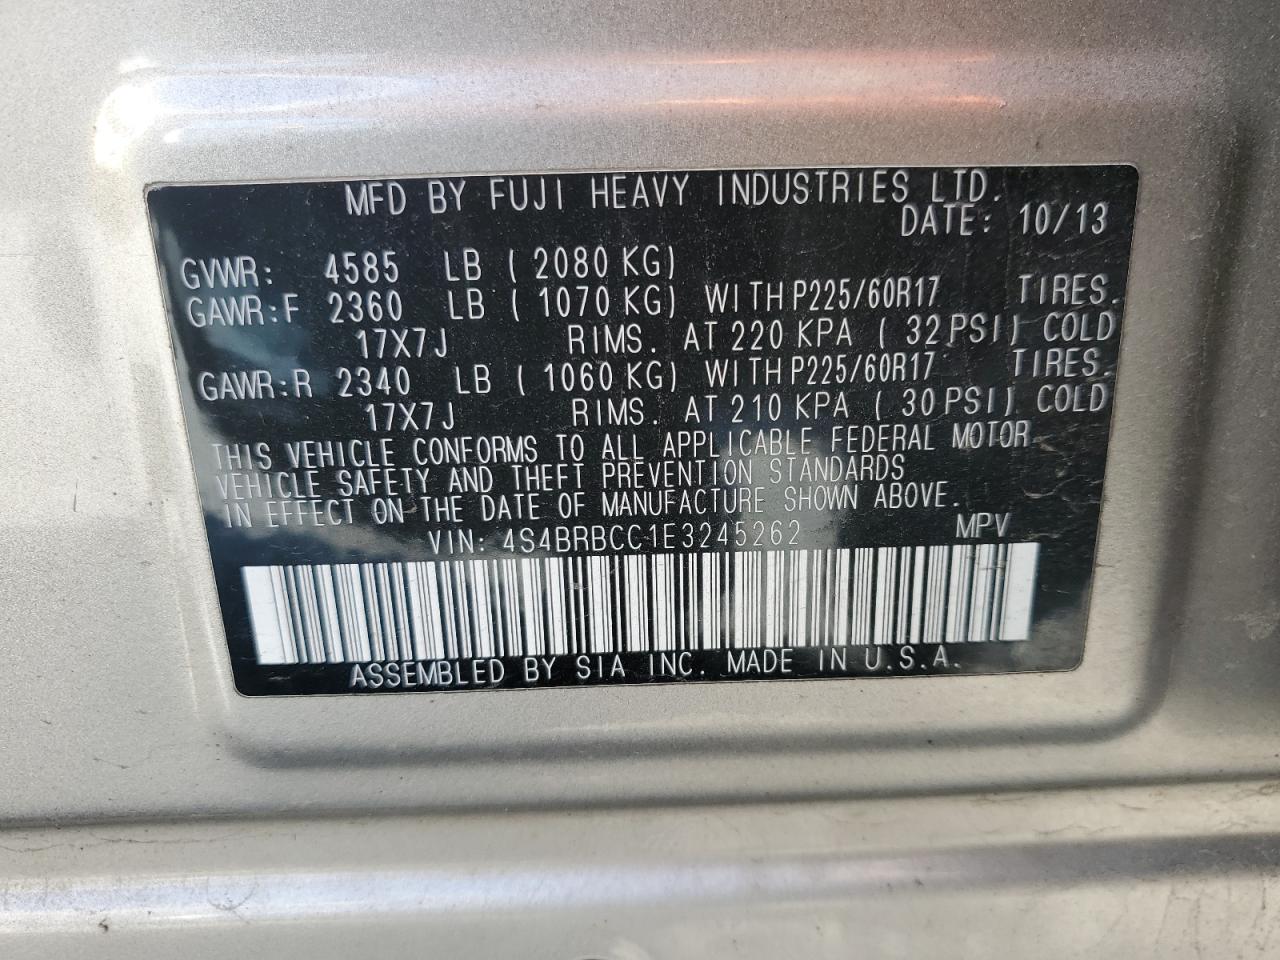 MFD BY FUJI HEAVY INDUSTRIES LTD.
DATE: 10/13
GVWR: 4585 LB ( 2080 KG)
GAWR:F 2360 LB ( 1070 KG) WITH P225/60R17 TIRES.
17X7J RIMS. AT 220 KPA ( 32 PSI) COLD
GAWR:R 2340 LB ( 1060 KG) WITH P225/60R17 TIRES.
17X7J RIMS. AT 210 KPA ( 30 PSI) COLD
THIS VEHICLE CONFORMS TO ALL APPLICABLE FEDERAL MOTOR
VEHICLE SAFETY AND THEFT PREVENTION STANDARDS
IN EFFECT ON THE DATE OF MANUFACTURE SHOWN ABOVE.
VIN: 4S4BRBCC1E3245262 MPV
ASSEMBLED BY SIA INC. MADE IN U.S.A.